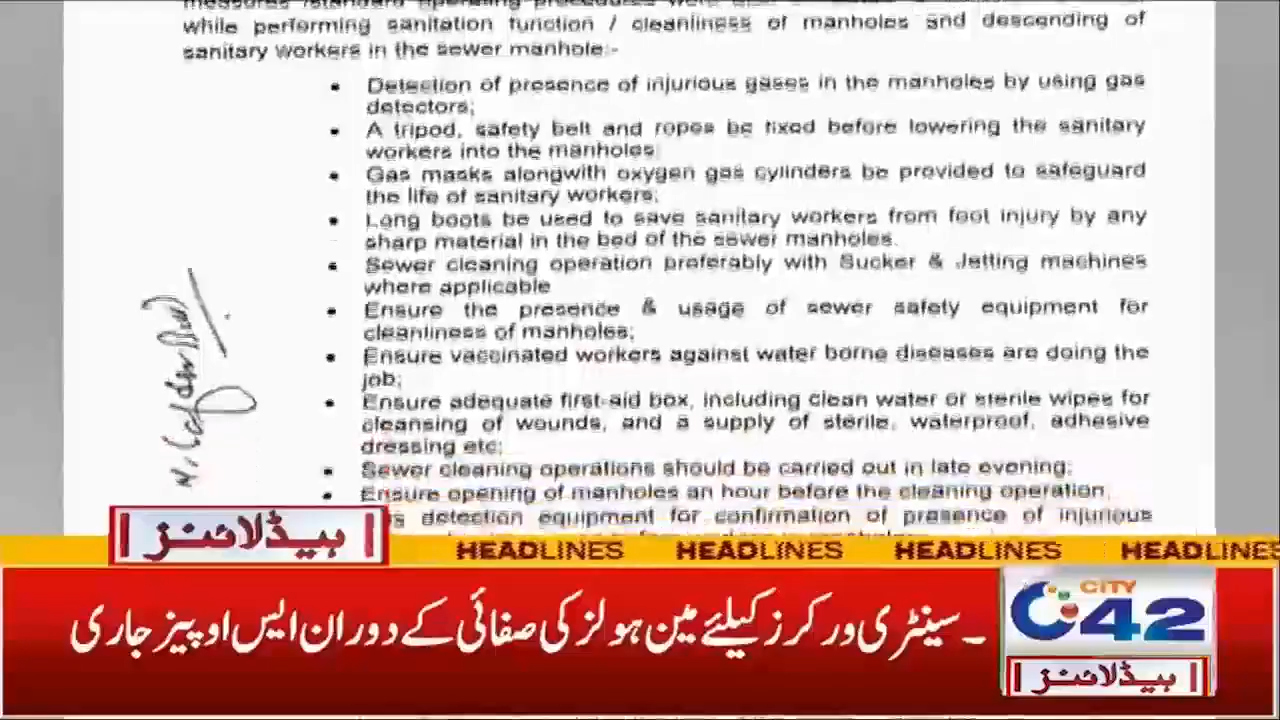 while performing sanitation function / cleanliness of manholes and descending of
sanitary workers in the sewer manhole:-
• Detection of presence of injurious gases in the manholes by using gas
detectors;
• A tripod, safety belt and ropes be fixed before lowering the sanitary
workers into the manholes;
• Gas masks alongwith oxygen gas cylinders be provided to safeguard
the life of sanitary workers;
• Long boots be used to save sanitary workers from foot injury by any
sharp material in the bed of the sewer manholes.
• Sewer cleaning operation preferably with Sucker & Jetting machines
where applicable
• Ensure the presence & usage of sewer safety equipment for
cleanliness of manholes;
• Ensure vaccinated workers against water borne diseases are doing the
job;
• Ensure adequate first-aid box, including clean water or sterile wipes for
cleansing of wounds, and a supply of sterile, waterproof, adhesive
dressing etc;
• Sewer cleaning operations should be carried out in late evening;
• Ensure opening of manholes an hour before the cleaning operation,
detection equipment for confirmation of presence of injurious
ہیڈلائنز
HEADLINES HEADLINES HEADLINES HEADLINES
۔سینٹری ورکرز کیلئے مین ہولز کی صفائی کے دوران ایس او پیز جاری
CITY
42
ہیڈلائنز